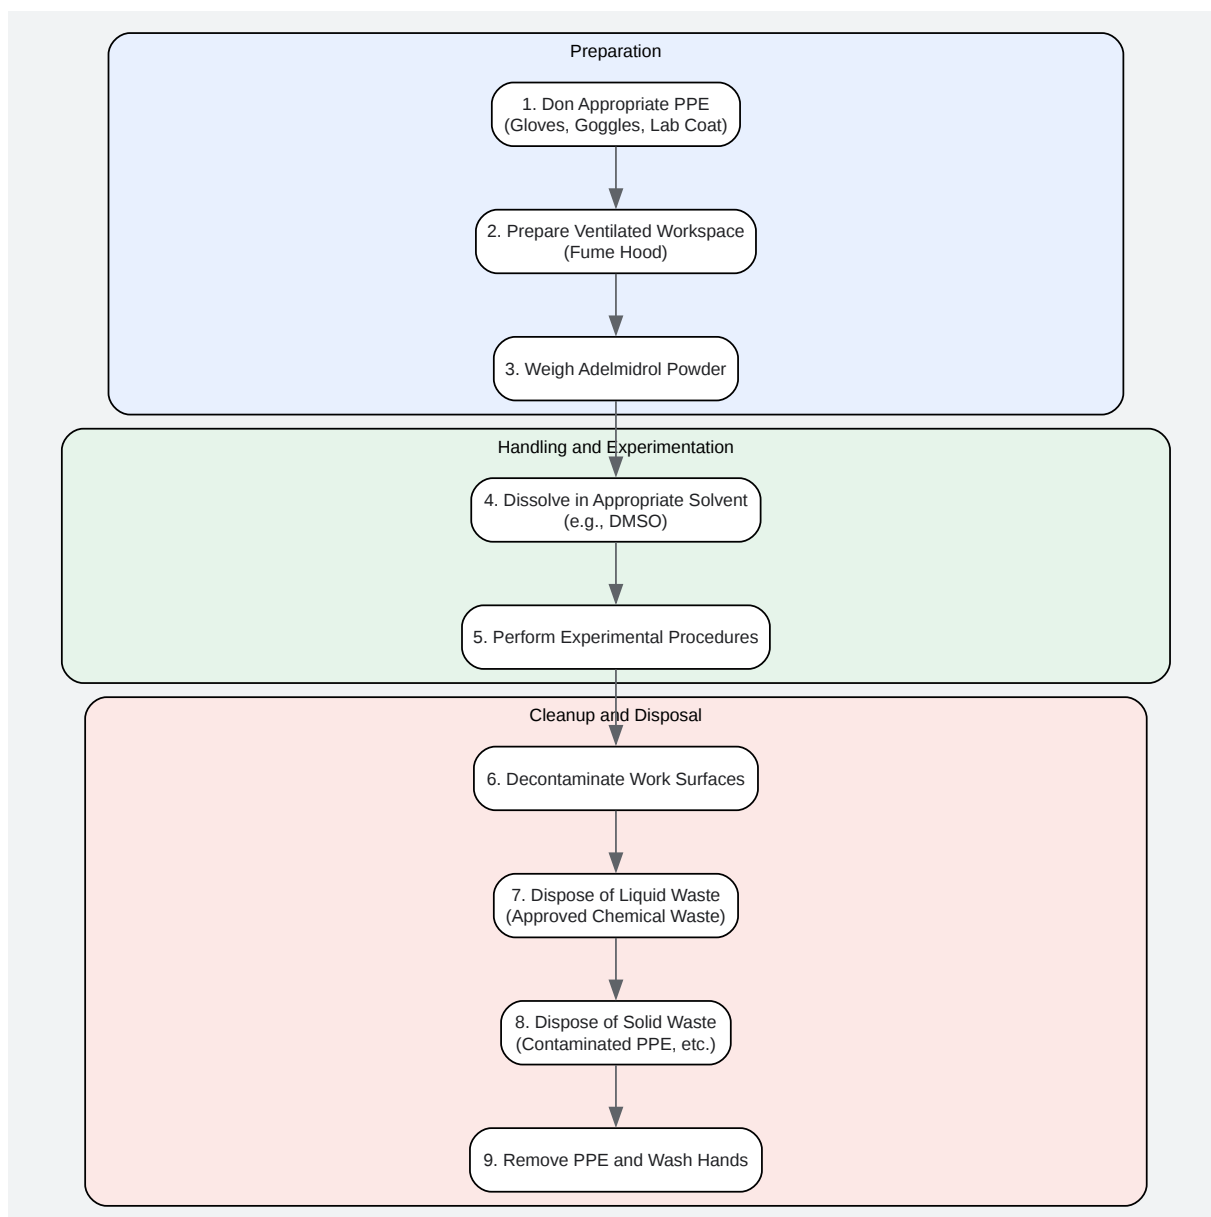 Preparation
1. Don Appropriate PPE
(Gloves, Goggles, Lab Coat)
2. Prepare Ventilated Workspace
(Fume Hood)
3. Weigh Adelmidrol Powder
Handling and Experimentation
4. Dissolve in Appropriate Solvent
(e.g., DMSO)
5. Perform Experimental Procedures
Cleanup and Disposal
6. Decontaminate Work Surfaces
7. Dispose of Liquid Waste
(Approved Chemical Waste)
8. Dispose of Solid Waste
(Contaminated PPE, etc.)
9. Remove PPE and Wash Hands